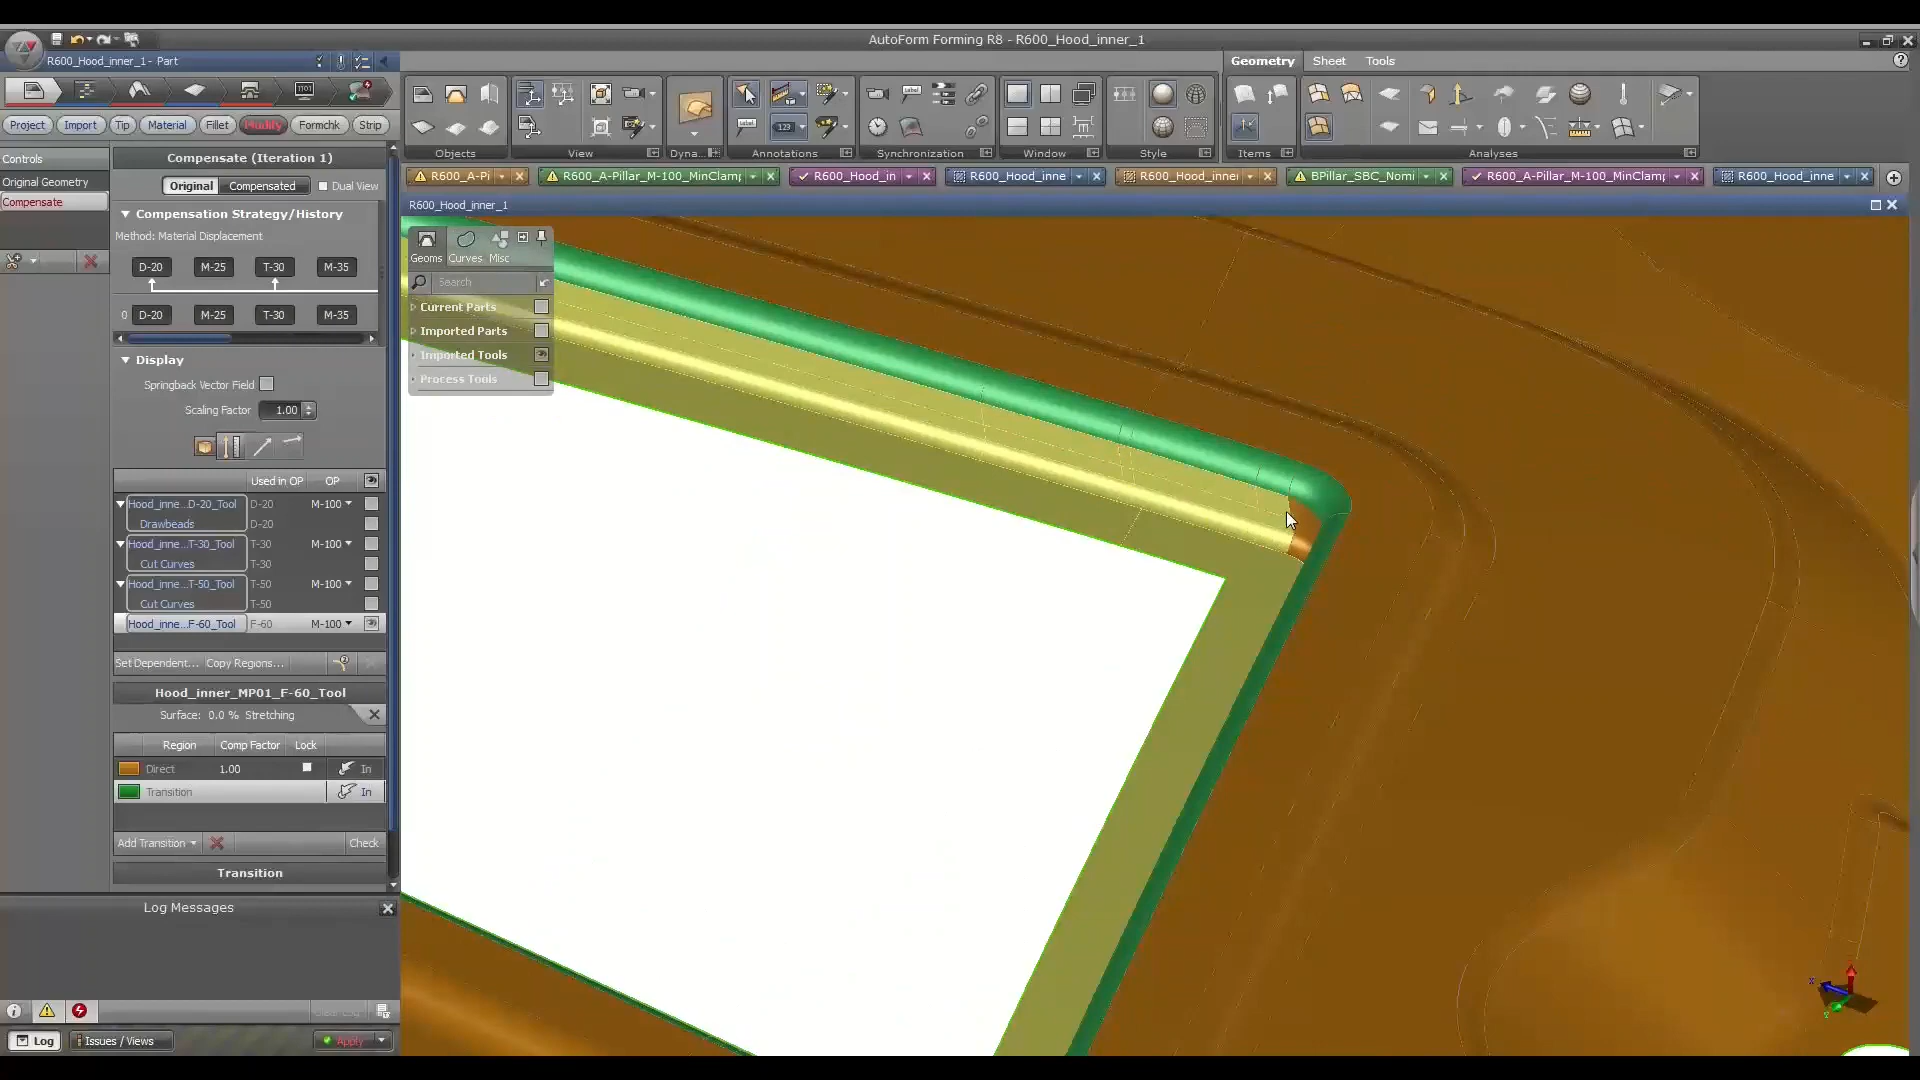 AutoForm Forming R8 - R600_Hood_inner_1
R600_Hood_inner_1 - Part
Geometry Sheet Tools
Project Import Tip Material Fillet Modify Formchk Strip
Objects View Dyna... Annotations Synchronization Window Style Items Analyses
Controls
Original Geometry
Compensate
Compensate (Iteration 1)
Original Compensated Dual View
Compensation Strategy/History
Method: Material Displacement
D-20 M-25 T-30 M-35
0 D-20 M-25 T-30 M-35
Display
Springback Vector Field
Scaling Factor 1.00
Used in OP OP
Hood_inne...D-20_Tool D-20 M-100
Drawbeads D-20
Hood_inne...T-30_Tool T-30 M-100
Cut Curves T-30
Hood_inne...T-50_Tool T-50 M-100
Cut Curves T-50
Hood_inne...F-60_Tool F-60 M-100
Set Dependent... Copy Regions...
Hood_inner_MP01_F-60_Tool
Surface: 0.0 % Stretching
Region Comp Factor Lock
Direct 1.00 In
Transition In
Add Transition Check
Transition
Log Messages
Clear Log
Log Issues / Views Apply
R600_A-Pi R600_A-Pillar_M-100_MinClamp R600_Hood_in R600_Hood_inne R600_Hood_inne BPillar_SBC_Nomi R600_A-Pillar_M-100_MinClamp R600_Hood_inne
R600_Hood_inner_1
Geoms Curves Misc
Search
Current Parts
Imported Parts
Imported Tools
Process Tools